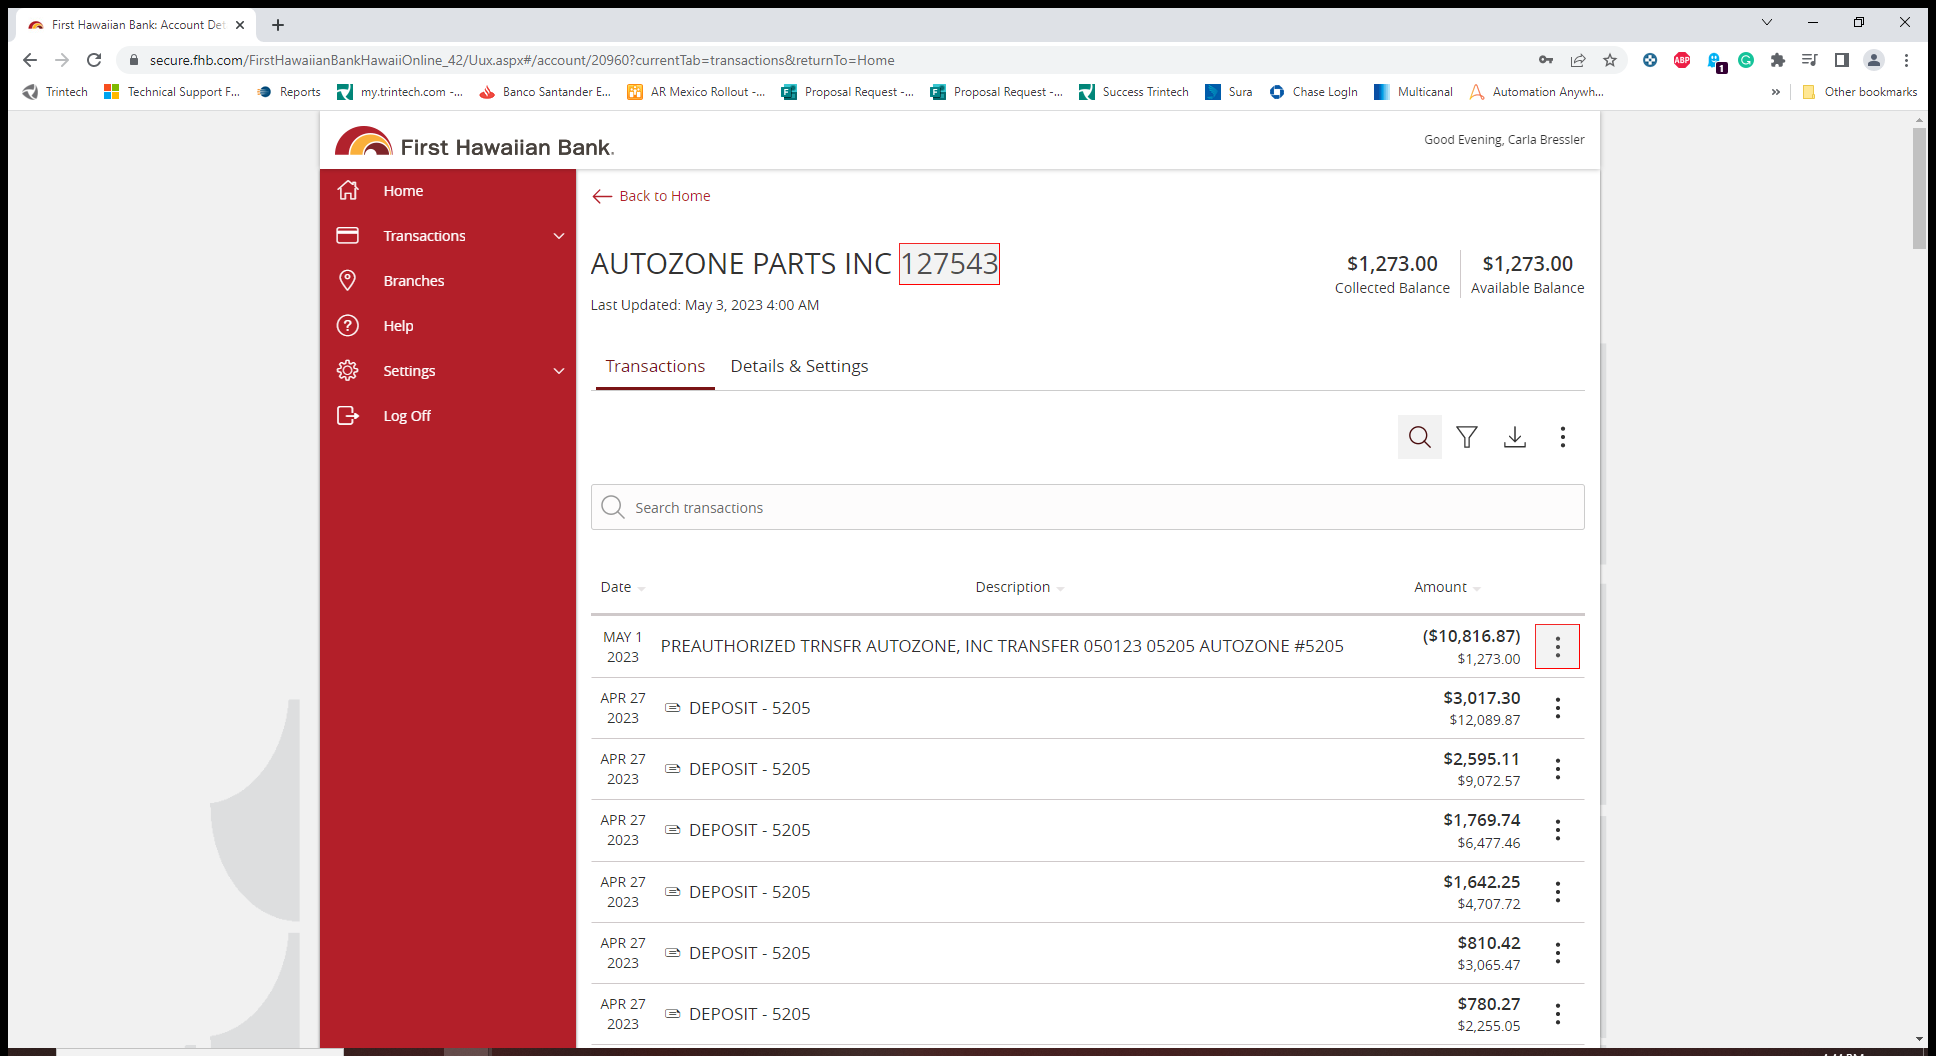 First Hawaiian Bank: Account Det
secure.fhb.com/FirstHawaiianBankHawaiiOnline_42/Uux.aspx#/account/20960?currentTab=transactions&returnTo=Home
ABP
1
Trintech
Technical Support F...
Reports
my.trintech.com -...
Banco Santander E...
AR Mexico Rollout -...
Proposal Request -...
Proposal Request -...
Success Trintech
Sura
Chase LogIn
Multicanal
Automation Anywh...
»
Other bookmarks
First Hawaiian Bank.
Good Evening, Carla Bressler
Home
Transactions
Branches
Help
Settings
Log Off
Back to Home
AUTOZONE PARTS INC 127543
Last Updated: May 3, 2023 4:00 AM
$1,273.00
Collected Balance
$1,273.00
Available Balance
Transactions
Details & Settings
Search transactions
Date
Description
Amount
MAY 1
2023
PREAUTHORIZED TRNSFR AUTOZONE, INC TRANSFER 050123 05205 AUTOZONE #5205
($10,816.87)
$1,273.00
APR 27
2023
DEPOSIT - 5205
$3,017.30
$12,089.87
APR 27
2023
DEPOSIT - 5205
$2,595.11
$9,072.57
APR 27
2023
DEPOSIT - 5205
$1,769.74
$6,477.46
APR 27
2023
DEPOSIT - 5205
$1,642.25
$4,707.72
APR 27
2023
DEPOSIT - 5205
$810.42
$3,065.47
APR 27
2023
DEPOSIT - 5205
$780.27
$2,255.05